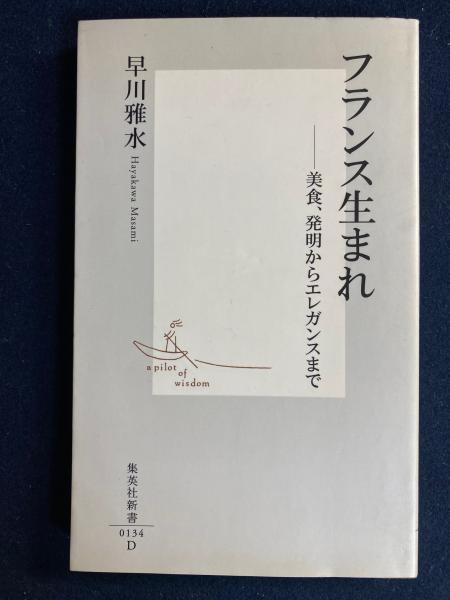 フランス生まれ
──美食、発明からエレガンスまで
早川雅水 Hayakawa Masami
a pilot
of
wisdom
集英社新書
0134
D